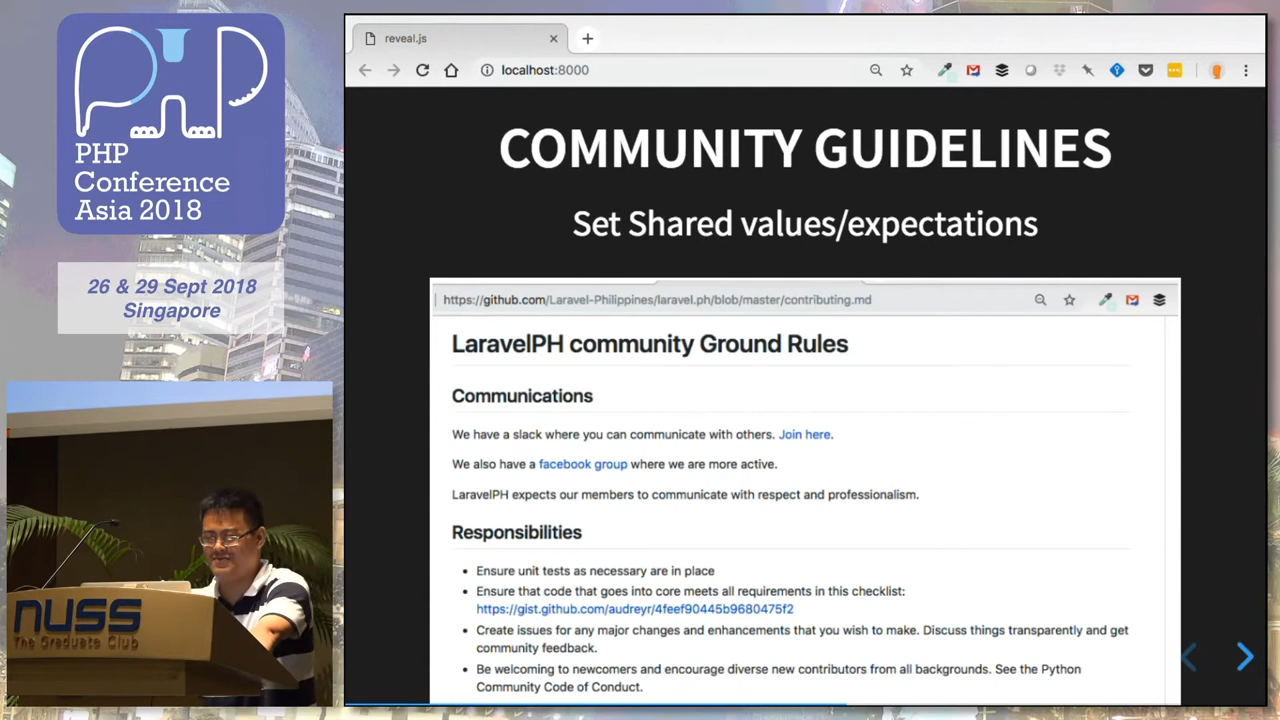 PHP
Conference
Asia 2018
26 & 29 Sept 2018
Singapore
nuss
The Graduate Club
reveal.js
localhost:8000
COMMUNITY GUIDELINES
Set Shared values/expectations
https://github.com/Laravel-Philippines/laravel.ph/blob/master/contributing.md
LaravelPH community Ground Rules
Communications
We have a slack where you can communicate with others. Join here.
We also have a facebook group where we are more active.
LaravelPH expects our members to communicate with respect and professionalism.
Responsibilities
• Ensure unit tests as necessary are in place
• Ensure that code that goes into core meets all requirements in this checklist:
https://gist.github.com/audreyr/4feef90445b9680475f2
• Create issues for any major changes and enhancements that you wish to make. Discuss things transparently and get
community feedback.
• Be welcoming to newcomers and encourage diverse new contributors from all backgrounds. See the Python
Community Code of Conduct.